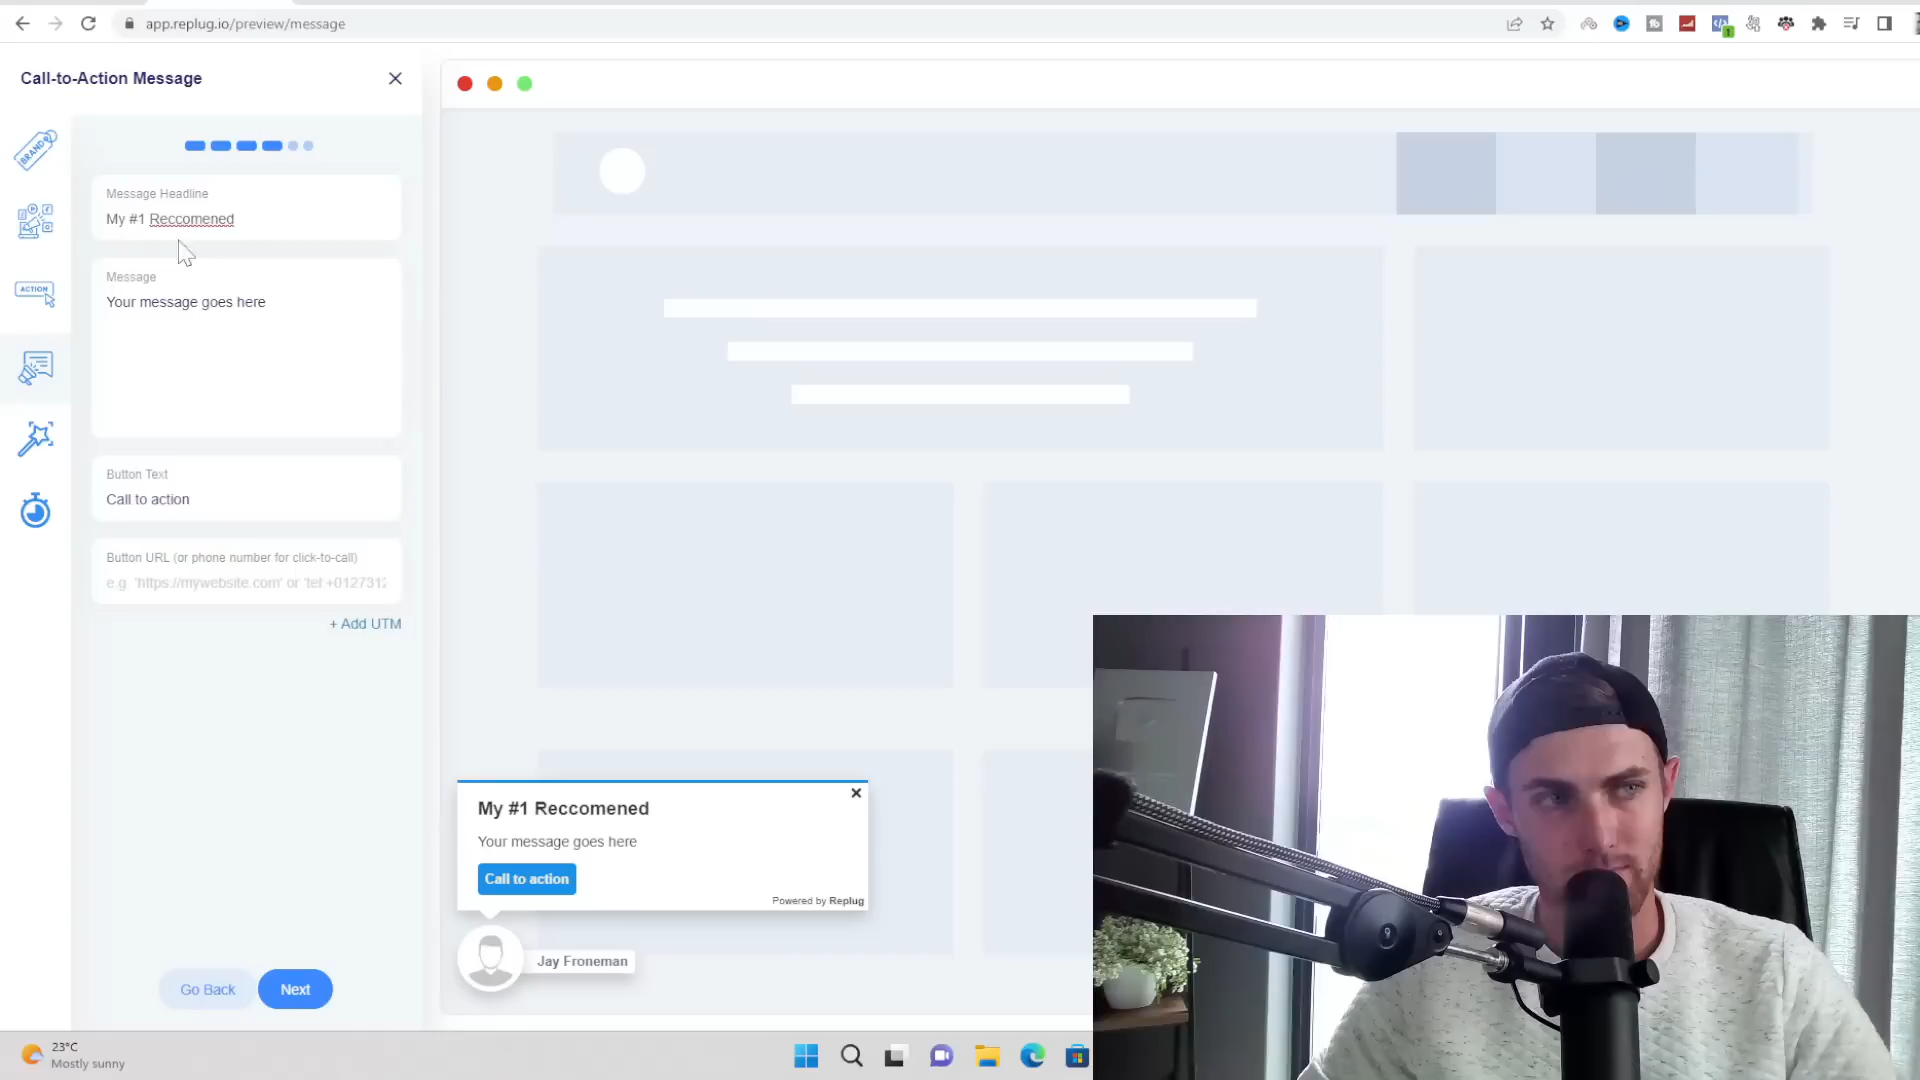 app.replug.io/preview/message
1
Call-to-Action Message
BRAND
ACTION
Message Headline
My #1 Reccomened
Message
Your message goes here
Button Text
Call to action
Button URL (or phone number for click-to-call)
e.g 'https://mywebsite.com' or 'tel:+0127312
+ Add UTM
Go Back
Next
My #1 Reccomened
Your message goes here
Call to action
Powered by Replug
Jay Froneman
23°C
Mostly sunny